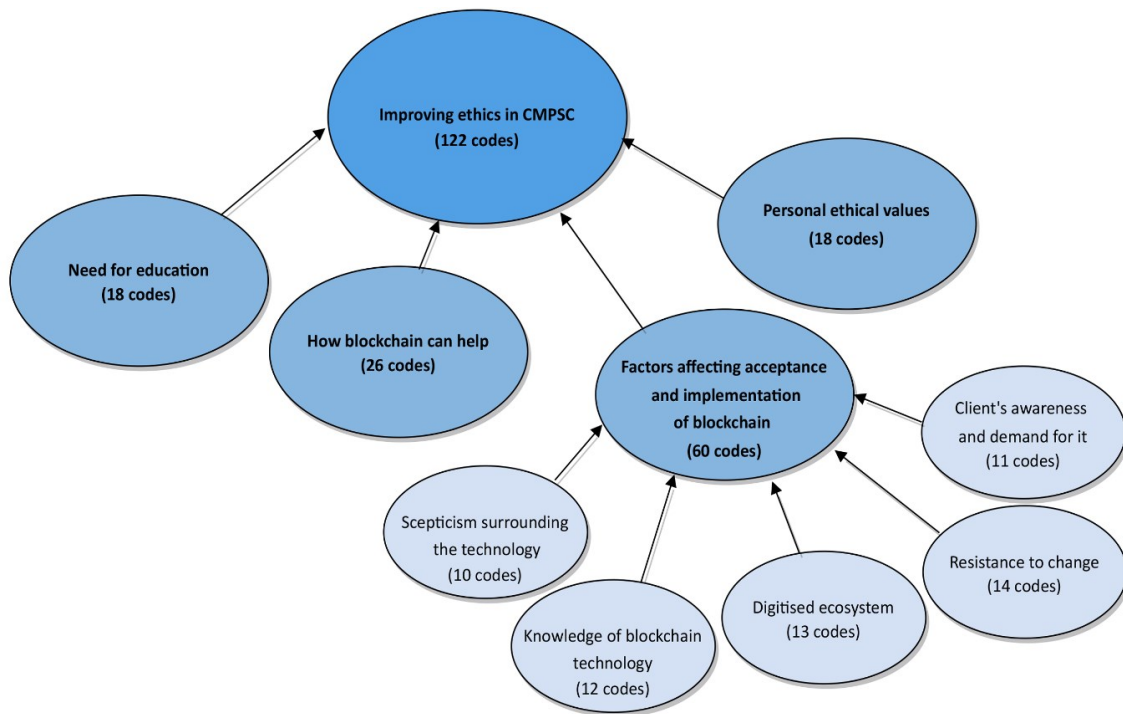 Improving ethics in CMPSC
(122 codes)
Personal ethical values
(18 codes)
Need for education
(18 codes)
How blockchain can help
(26 codes)
Factors affecting acceptance
and implementation
of blockchain
(60 codes)
Client's awareness
and demand for it
(11 codes)
Scepticism surrounding
the technology
(10 codes)
Resistance to change
(14 codes)
Digitised ecosystem
(13 codes)
Knowledge of blockchain
technology
(12 codes)